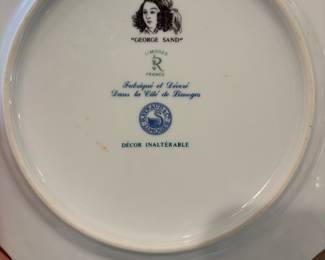 "GEORGE SAND"
LIMOGES
R
FRANCE
Fabriqué et Décoré
Dans la Cité de Limoges
DÉCOR INALTÉRABLE